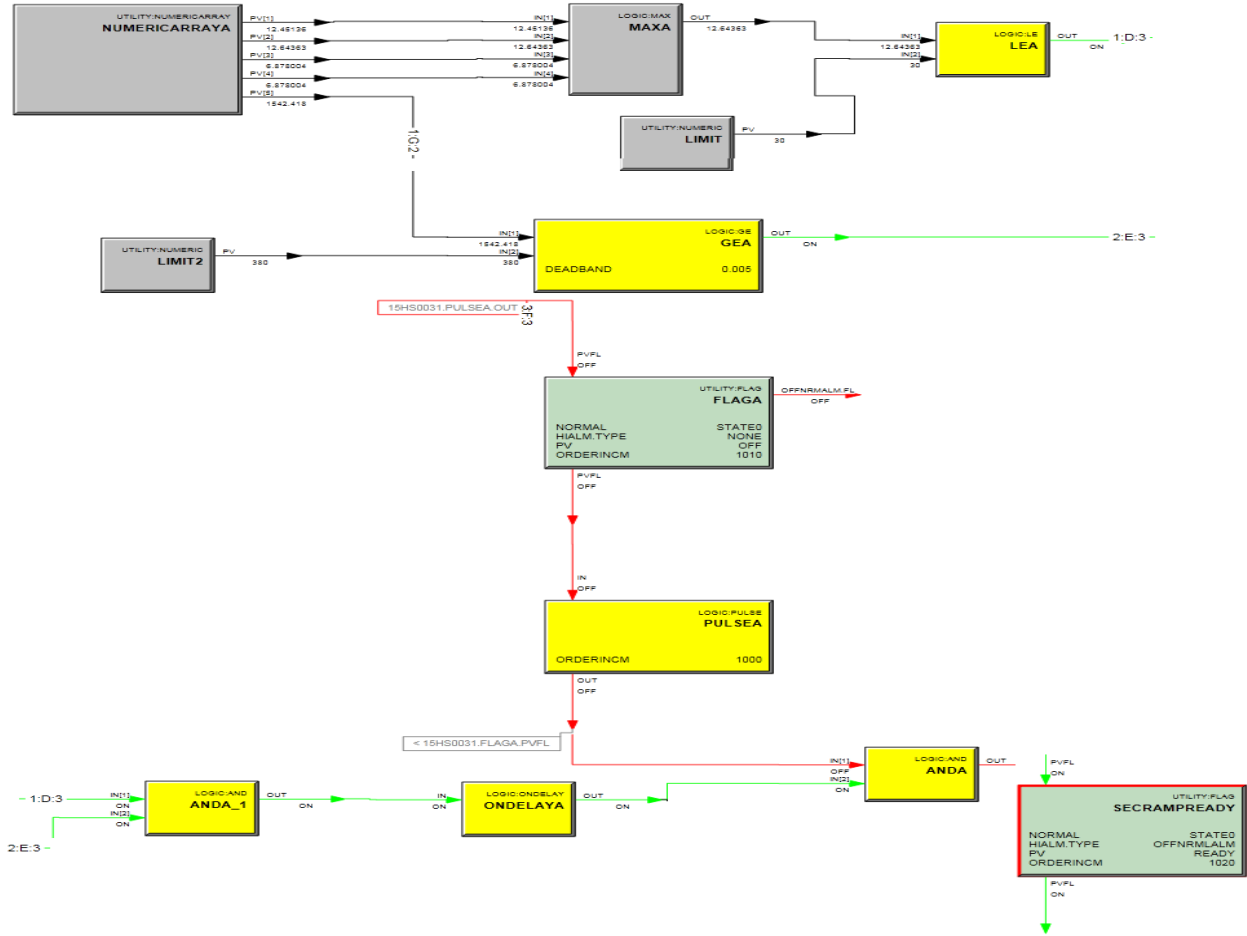 UTILITY:NUMERICARRAY
NUMERICARRAYA
PV[1]
12.45136
PV[2]
12.64363
PV[3]
6.878004
PV[4]
6.878004
PV[5]
1542.418
IN[1]
12.45136
IN[2]
12.64363
IN[3]
6.878004
IN[4]
6.878004
LOGIC:MAX
MAXA
OUT
12.64363
IN[1]
12.64363
IN[2]
30
LOGIC:LE
LEA
OUT
ON
1:D:3 -
1:G:2 -
UTILITY:NUMERIC
LIMIT
PV
30
UTILITY:NUMERIC
LIMIT2
PV
380
IN[1]
1542.418
IN[2]
380
LOGIC:GE
GEA
DEADBAND 0.005
OUT
ON
2:E:3 -
15HS0031.PULSEA.OUT
3:F:3
PVFL
OFF
UTILITY:FLAG
FLAGA
NORMAL STATE0
HIALM.TYPE NONE
PV OFF
ORDERINCM 1010
OFFNRMALM.FL
OFF
PVFL
OFF
IN
OFF
LOGIC:PULSE
PULSEA
ORDERINCM 1000
OUT
OFF
< 15HS0031.FLAGA.PVFL
- 1:D:3 -
2:E:3 -
IN[1]
ON
IN[2]
ON
LOGIC:AND
ANDA_1
OUT
ON
IN
ON
LOGIC:ONDELAY
ONDELAYA
OUT
ON
IN[1]
OFF
IN[2]
ON
LOGIC:AND
ANDA
OUT
PVFL
ON
UTILITY:FLAG
SECRAMPREADY
NORMAL STATE0
HIALM.TYPE OFFNRMLALM
PV READY
ORDERINCM 1020
PVFL
ON